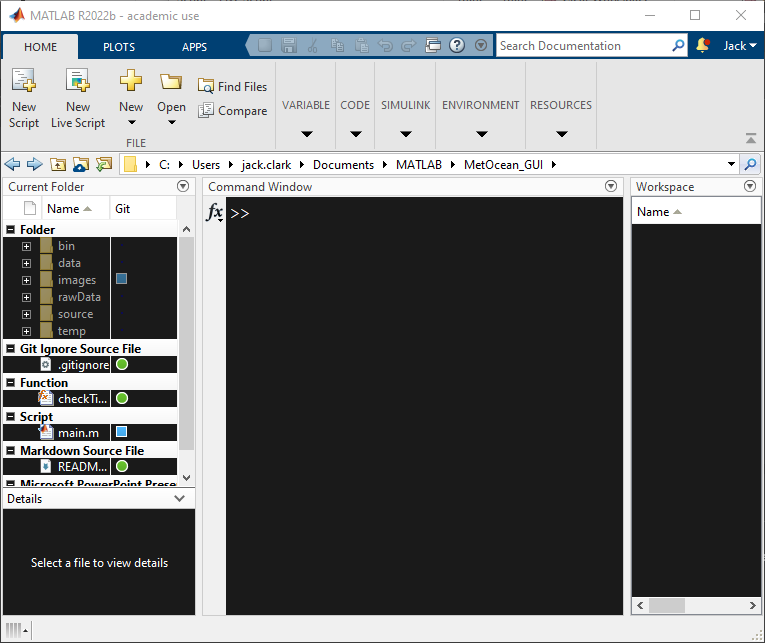 MATLAB R2022b - academic use
HOME PLOTS APPS Search Documentation Jack
New Script
New Live Script
New
Open
Find Files
Compare
FILE
VARIABLE CODE SIMULINK ENVIRONMENT RESOURCES
C: Users jack.clark Documents MATLAB MetOcean_GUI
Current Folder
Name Git
Folder
bin
data
images
rawData
source
temp
Git Ignore Source File
.gitignore
Function
checkTi...
Script
main.m
Markdown Source File
READM...
Microsoft PowerPoint Prese
Details
Select a file to view details
Command Window
fx >>
Workspace
Name